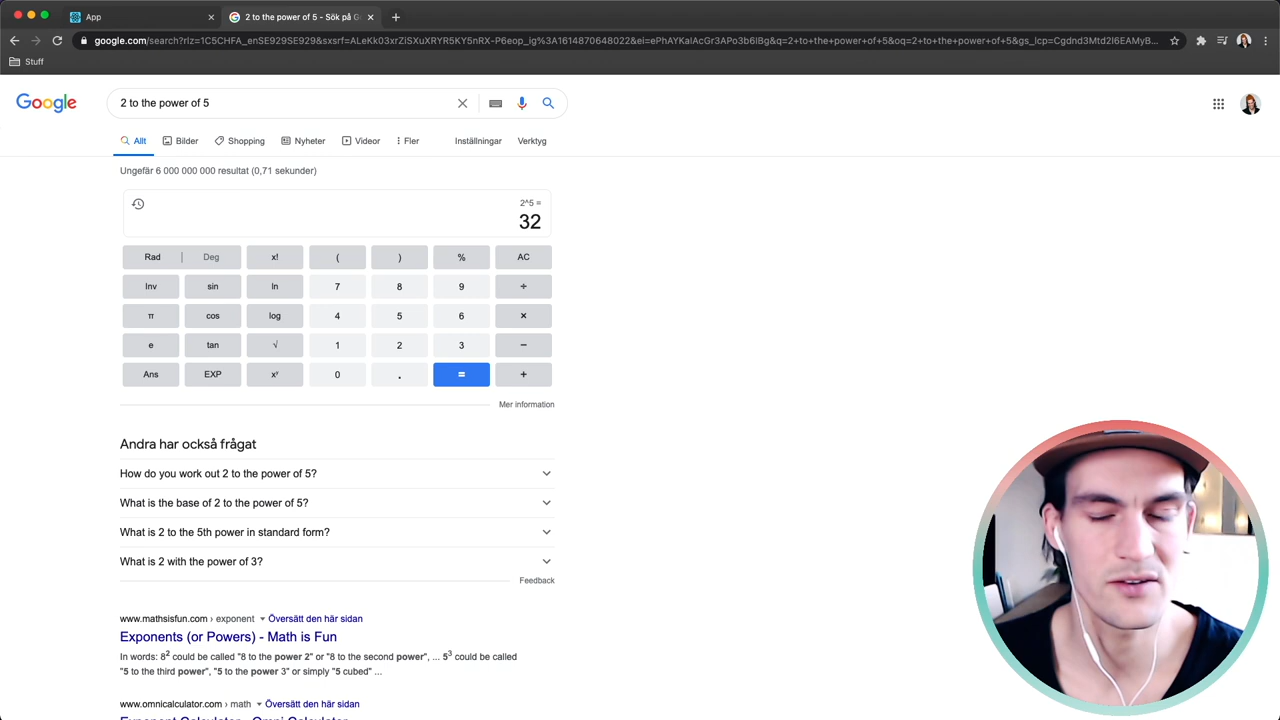 App
2 to the power of 5 - Sök på G
google.com/search?rlz=1C5CHFA_enSE929SE929&sxsrf=ALeKk03xrZiSXuXRYR5KY5nRX-P6eop_ig%3A1614870648022&ei=ePhAYKalAcGr3APo3b6IBg&q=2+to+the+power+of+5&oq=2+to+the+power+of+5&gs_lcp=Cgdnd3Mtd2l6EAMyB...
Stuff
Google
2 to the power of 5
Allt Bilder Shopping Nyheter Videor Fler Inställningar Verktyg
Ungefär 6 000 000 000 resultat (0,71 sekunder)
2^5 =
32
Rad | Deg x! ( ) % AC
Inv sin ln 7 8 9 ÷
π cos log 4 5 6 ×
e tan √ 1 2 3 −
Ans EXP xʸ 0 . = +
Mer information
Andra har också frågat
How do you work out 2 to the power of 5?
What is the base of 2 to the power of 5?
What is 2 to the 5th power in standard form?
What is 2 with the power of 3?
Feedback
www.mathsisfun.com › exponent ▾ Översätt den här sidan
Exponents (or Powers) - Math is Fun
In words: 8² could be called "8 to the power 2" or "8 to the second power", ... 5³ could be called
"5 to the third power", "5 to the power 3" or simply "5 cubed" ...
www.omnicalculator.com › math ▾ Översätt den här sidan
Exponent Calculator - Omni Calculator